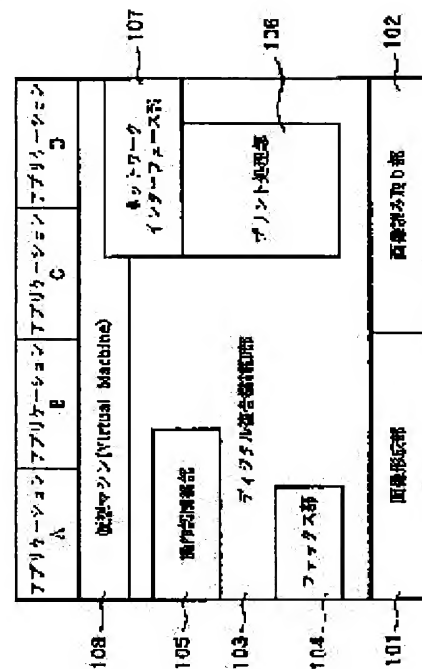 アプリケーション
A
アプリケーション
B
アプリケーション
C
アプリケーション
D
仮想マシン(Virtual Machine)
108
ネットワーク
インターフェース部
107
操作部制御部
105
プリント処理部
106
ディジタル複合機制御部
103
ファックス部
104
画像形成部
101
画像読み取り部
102